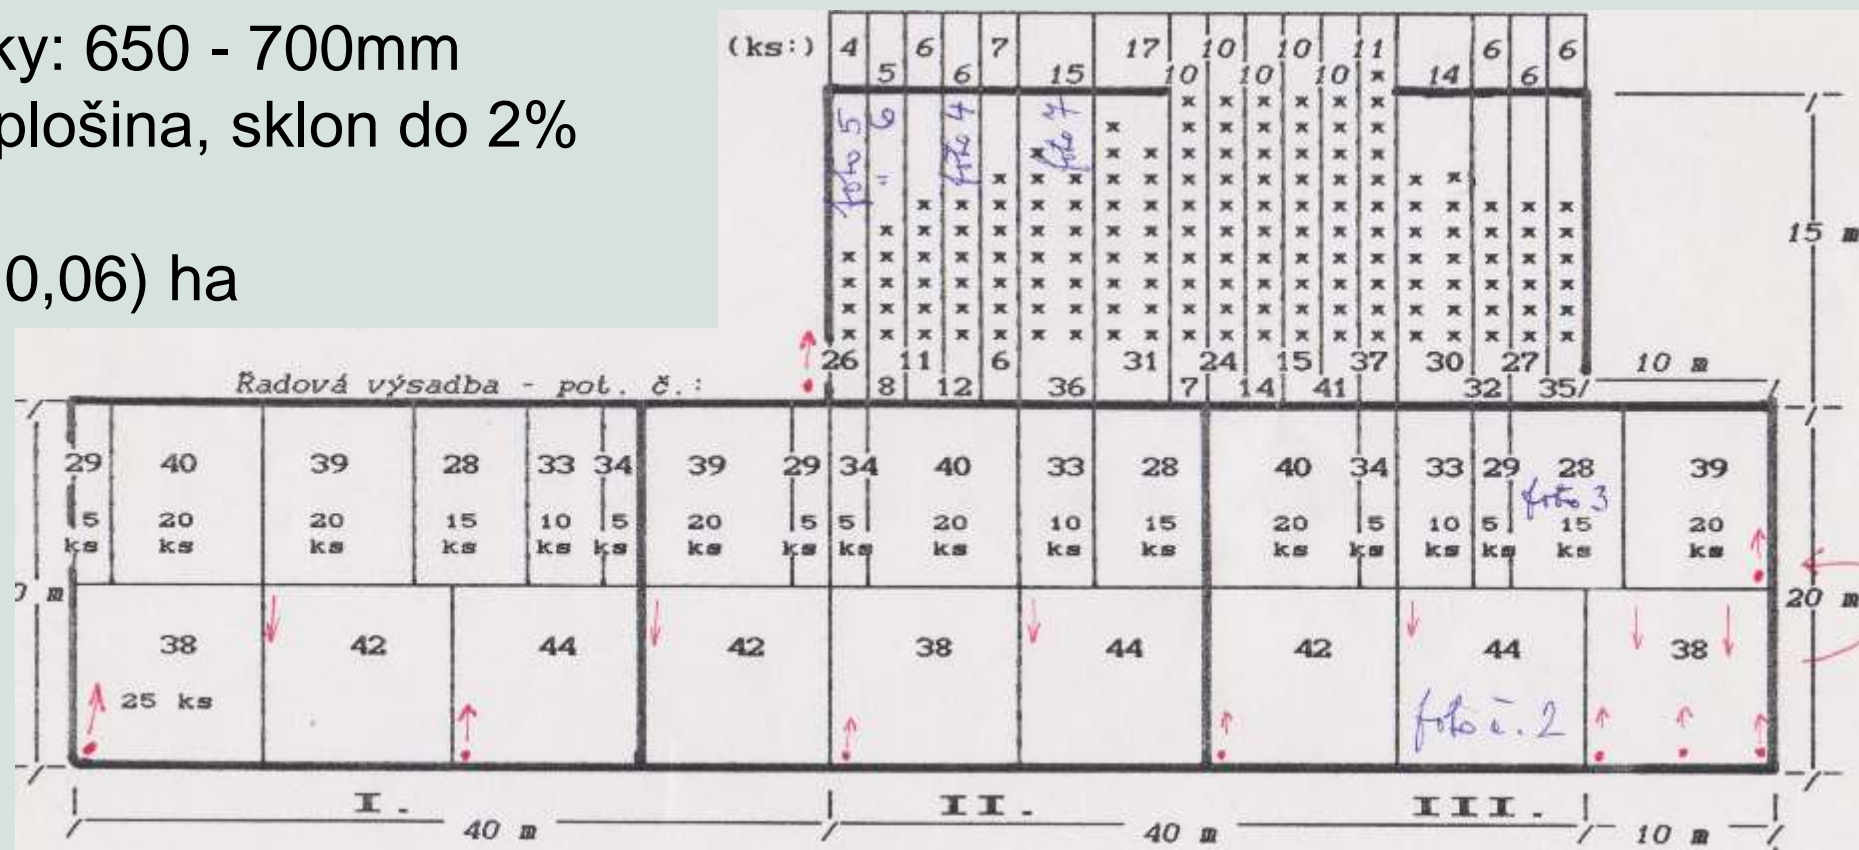 ky: 650 - 700mm
plošina, sklon do 2%
0,06) ha
(ks:) 4 6 7 17 10 10 11 6 6
5 6 15 10 10 10 14 6
foto 5 " 6 foto 4 foto 7
15 m
26 11 6 31 24 15 37 30 27 10 m
Řadová výsadba - pot. č.: 8 12 36 7 14 41 32 35
29 40 39 28 33 34 39 29 34 40 33 28 40 34 33 29 28 39
foto 3
5 20 20 15 10 5 20 5 5 20 10 15 20 5 10 5 15 20
ks ks ks ks ks ks ks ks ks ks ks ks ks ks ks ks ks ks
0 m 20 m
38 42 44 42 38 44 42 44 38
25 ks
foto č. 2
I. II. III.
40 m 40 m 10 m